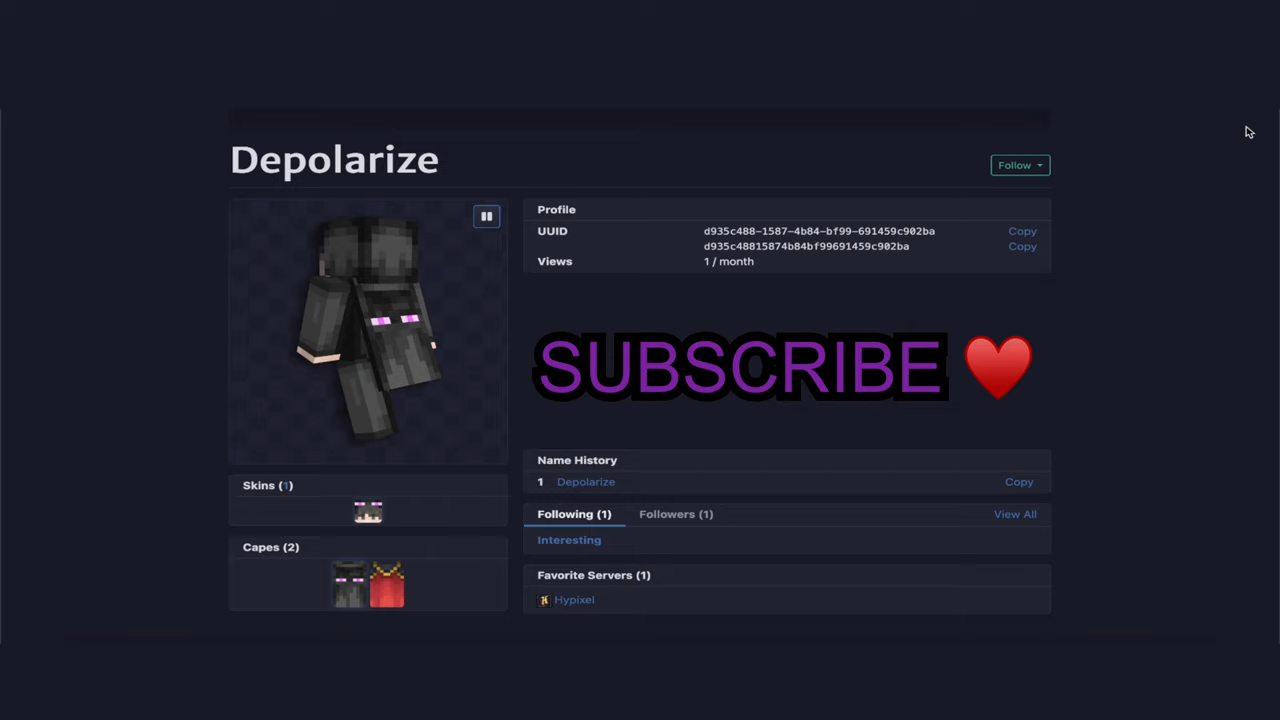 Depolarize
Follow
Profile
UUID d935c488-1587-4b84-bf99-691459c902ba Copy
d935c48815874b84bf99691459c902ba Copy
Views 1 / month
SUBSCRIBE ♥️
Skins (1)
Capes (2)
Name History
1 Depolarize Copy
Following (1) Followers (1) View All
Interesting
Favorite Servers (1)
Hypixel